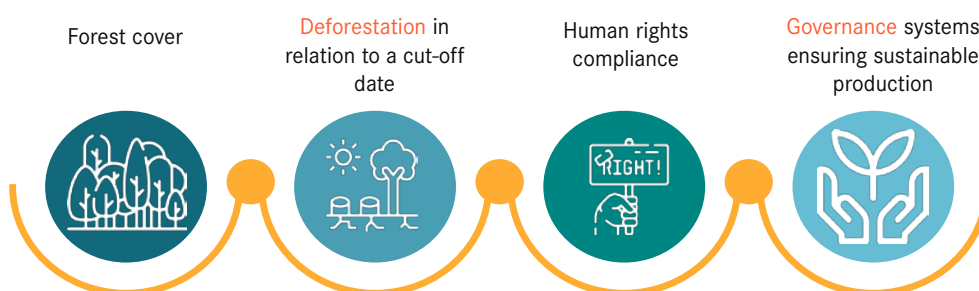 Forest cover
Deforestation in
relation to a cut-off
date
Human rights
compliance
Governance systems
ensuring sustainable
production
RIGHT!